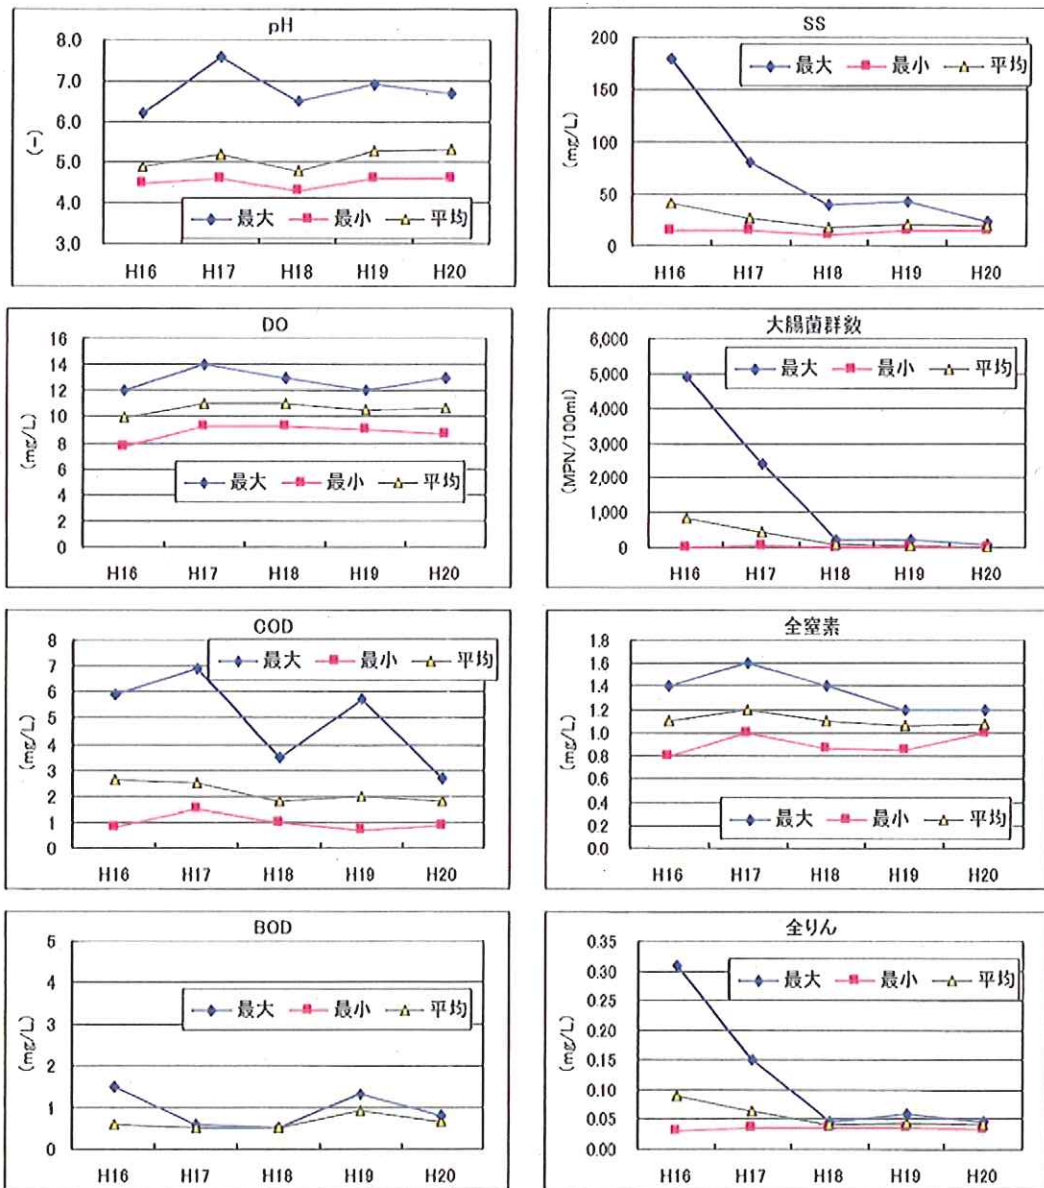 pH
8.0
7.0
6.0
5.0
4.0
3.0
(-)
最大 最小 平均
H16 H17 H18 H19 H20
SS
200
150
100
50
0
(mg/L)
最大 最小 平均
H16 H17 H18 H19 H20
DO
16
14
12
10
8
6
4
2
0
(mg/L)
最大 最小 平均
H16 H17 H18 H19 H20
大腸菌群数
6,000
5,000
4,000
3,000
2,000
1,000
0
(MPN/100ml)
最大 最小 平均
H16 H17 H18 H19 H20
COD
8
7
6
5
4
3
2
1
0
(mg/L)
最大 最小 平均
H16 H17 H18 H19 H20
全窒素
1.8
1.6
1.4
1.2
1.0
0.8
0.6
0.4
0.2
0.0
(mg/L)
最大 最小 平均
H16 H17 H18 H19 H20
BOD
5
4
3
2
1
0
(mg/L)
最大 最小 平均
H16 H17 H18 H19 H20
全りん
0.35
0.30
0.25
0.20
0.15
0.10
0.05
0.00
(mg/L)
最大 最小 平均
H16 H17 H18 H19 H20